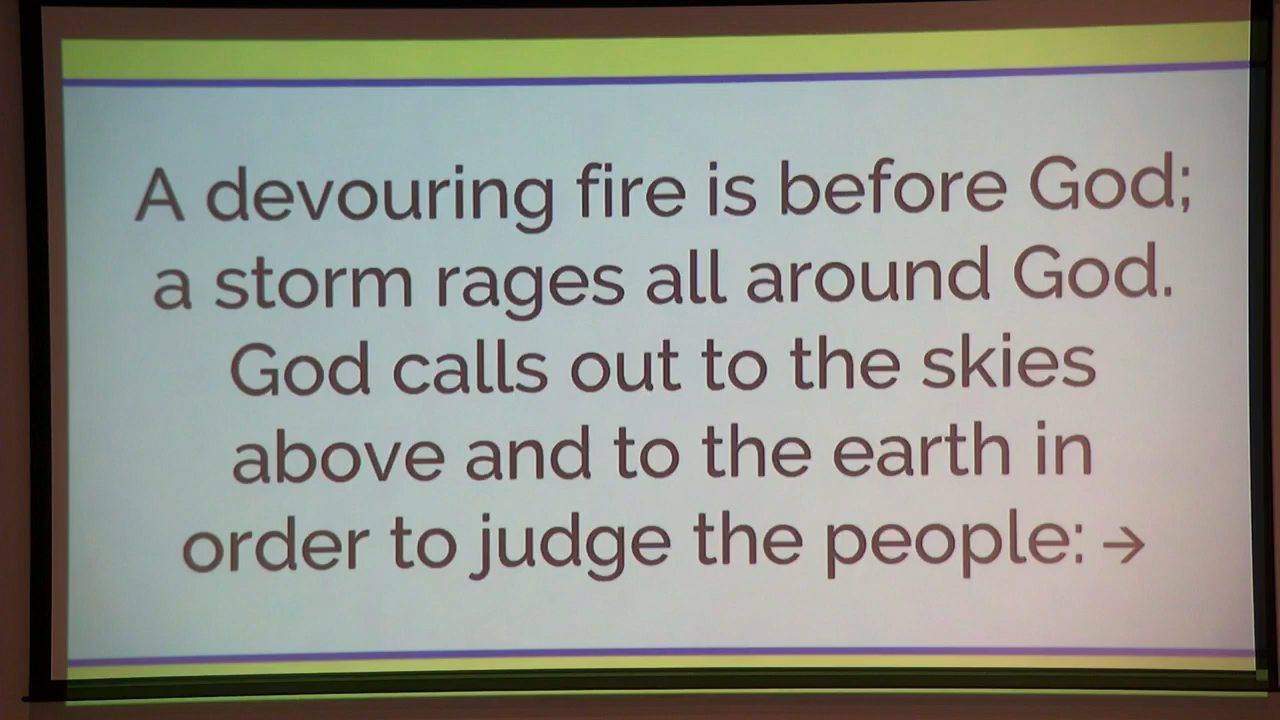 A devouring fire is before God;
a storm rages all around God.
God calls out to the skies
above and to the earth in
order to judge the people: →